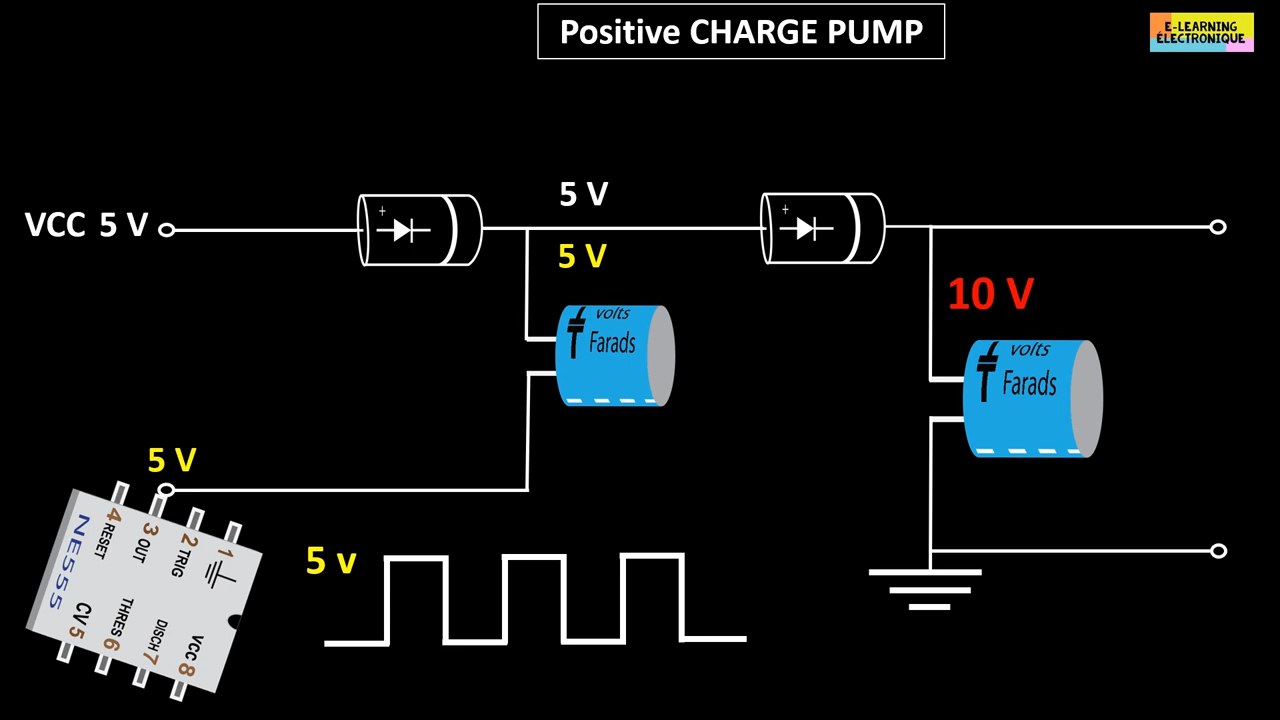 Positive CHARGE PUMP
E-LEARNING
ÉLECTRONIQUE
VCC 5 V
+
5 V
5 V
+
volts
Farads
10 V
volts
Farads
5 V
5 v
4 RESET
3 OUT
2 TRIG
1
NE555
CV 5
THRES 6
DISCH 7
VCC 8